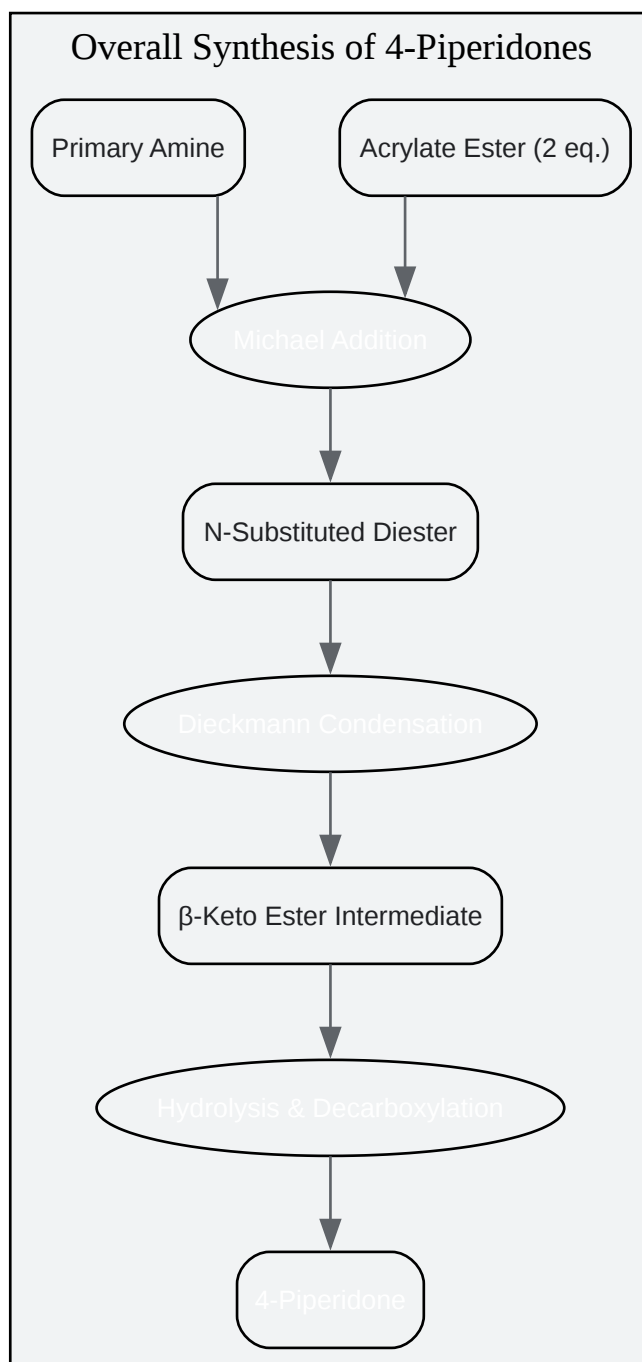 Overall Synthesis of 4-Piperidones
Primary Amine
Acrylate Ester (2 eq.)
Michael Addition
N-Substituted Diester
Dieckmann Condensation
β-Keto Ester Intermediate
Hydrolysis & Decarboxylation
4-Piperidone